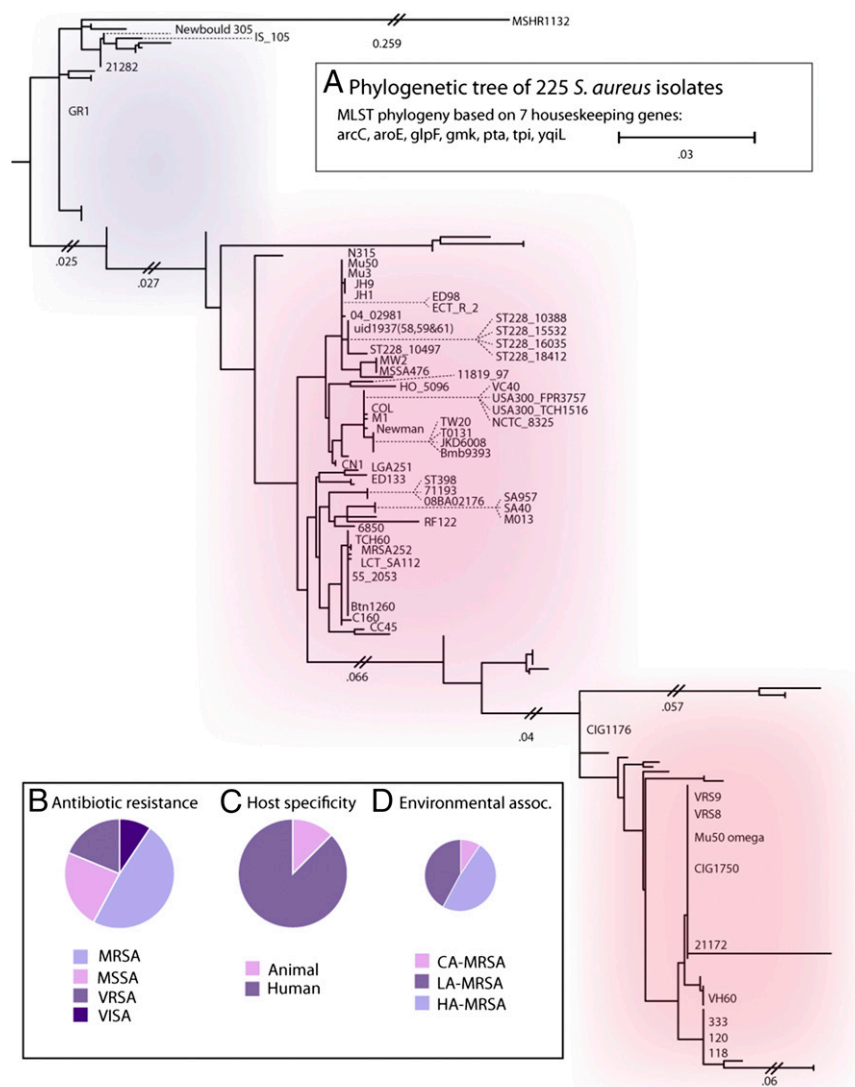 MSHR1132
Newbould 305
IS_105
0.259
21282
GR1
A Phylogenetic tree of 225 S. aureus isolates
MLST phylogeny based on 7 housekeeping genes:
arcC, aroE, glpF, gmk, pta, tpi, yqiL
.03
.025
.027
N315
Mu50
Mu3
JH9
JH1
ED98
ECT_R_2
04_02981
uid1937(58,59&61)
ST228_10388
ST228_15532
ST228_16035
ST228_18412
ST228_10497
MW2
MSSA476
11819_97
HO_5096
VC40
USA300_FPR3757
USA300_TCH1516
NCTC_8325
COL
M1
Newman
TW20
T0131
JKD6008
Bmb9393
CN1
LGA251
ED133
ST398
71193
08BA02176
SA957
SA40
M013
RF122
6850
TCH60
MRSA252
LCT_SA112
55_2053
Btn1260
C160
CC45
.066
.04
.057
CIG1176
VRS9
VRS8
Mu50 omega
CIG1750
21172
VH60
333
120
118
.06
B Antibiotic resistance
MRSA
MSSA
VRSA
VISA
C Host specificity
Animal
Human
D Environmental assoc.
CA-MRSA
LA-MRSA
HA-MRSA